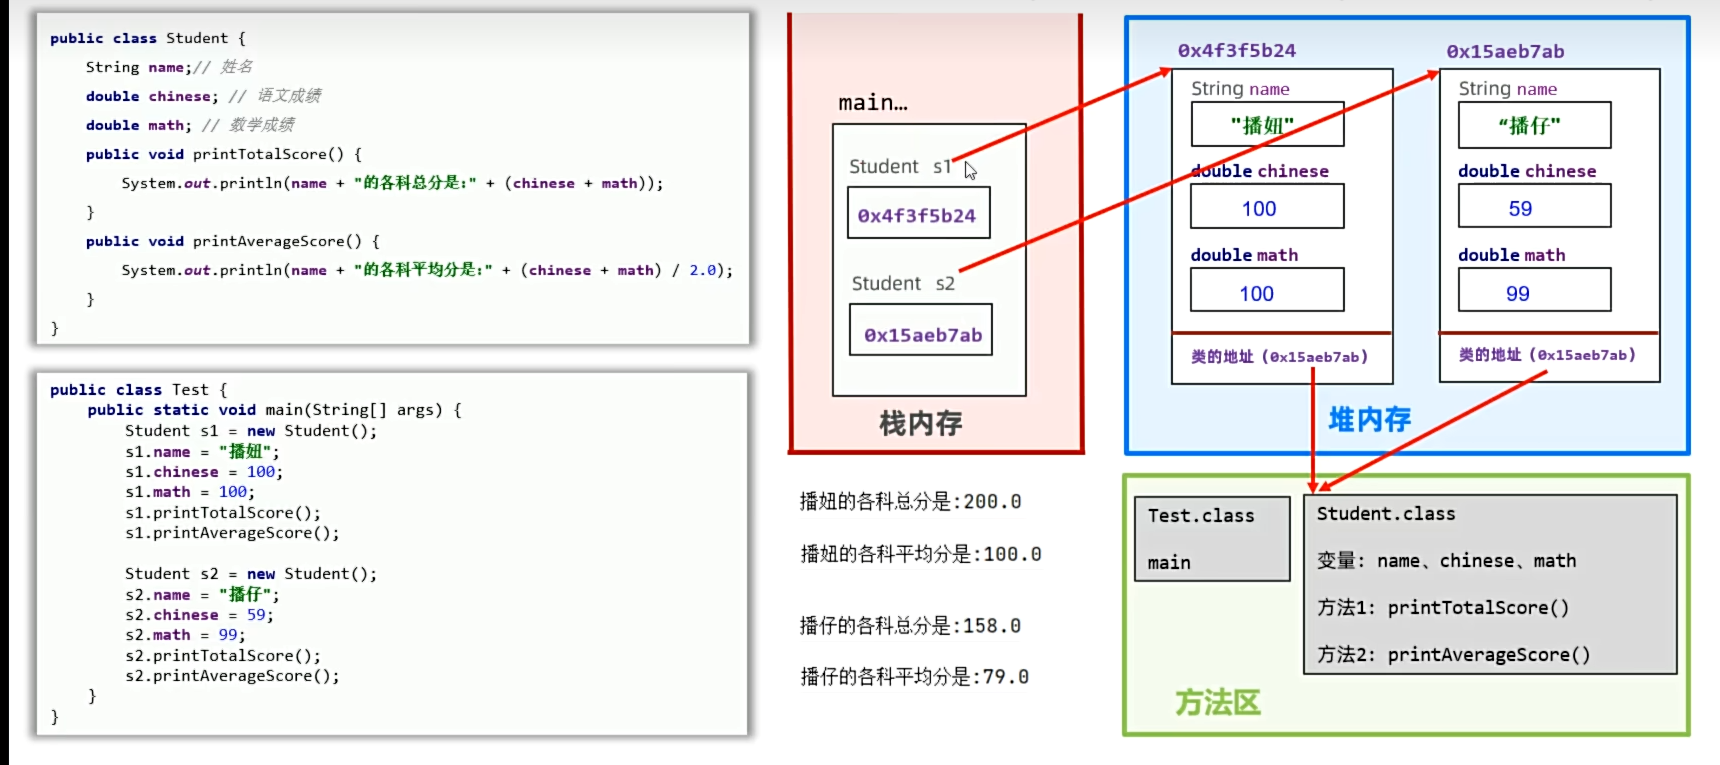 public class Student {
String name;// 姓名
double chinese; // 语文成绩
double math; // 数学成绩
public void printTotalScore() {
System.out.println(name + "的各科总分是:" + (chinese + math));
}
public void printAverageScore() {
System.out.println(name + "的各科平均分是:" + (chinese + math) / 2.0);
}
}
public class Test {
public static void main(String[] args) {
Student s1 = new Student();
s1.name = "播妞";
s1.chinese = 100;
s1.math = 100;
s1.printTotalScore();
s1.printAverageScore();
Student s2 = new Student();
s2.name = "播仔";
s2.chinese = 59;
s2.math = 99;
s2.printTotalScore();
s2.printAverageScore();
}
}
main…
Student s1
0x4f3f5b24
Student s2
0x15aeb7ab
栈内存
播妞的各科总分是:200.0
播妞的各科平均分是:100.0
播仔的各科总分是:158.0
播仔的各科平均分是:79.0
0x4f3f5b24
String name
"播妞"
double chinese
100
double math
100
类的地址（0x15aeb7ab）
0x15aeb7ab
String name
“播仔"
double chinese
59
double math
99
类的地址（0x15aeb7ab）
堆内存
Test.class
main
Student.class
变量: name、chinese、math
方法1: printTotalScore()
方法2: printAverageScore()
方法区